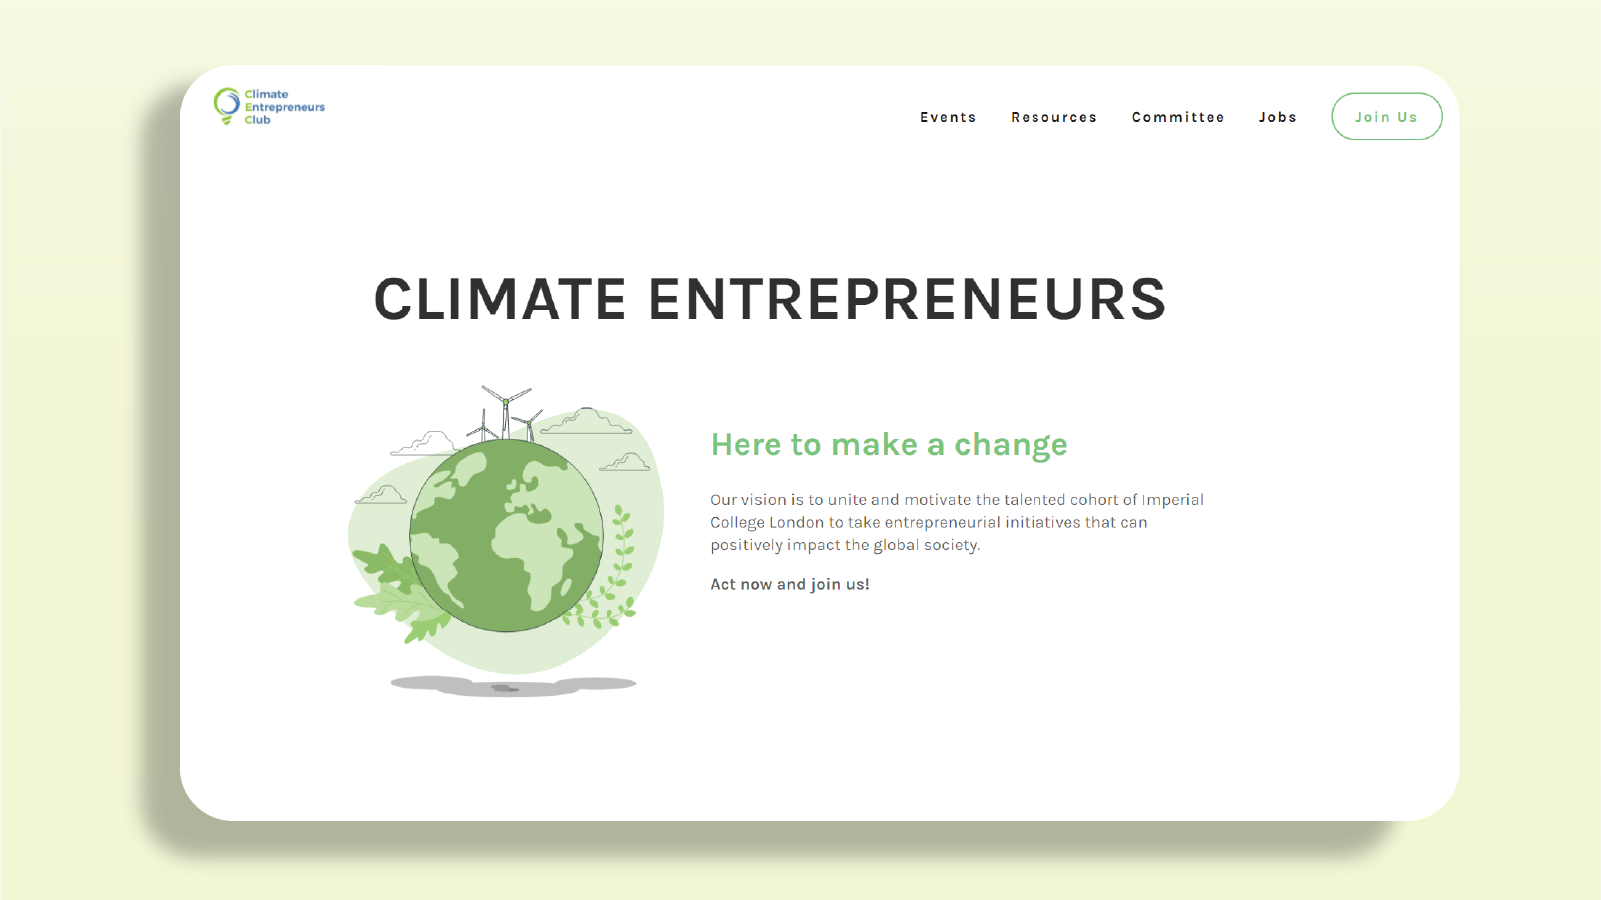 Climate
Entrepreneurs
Club
Events
Resources
Committee
Jobs
Join Us
CLIMATE ENTREPRENEURS
Here to make a change
Our vision is to unite and motivate the talented cohort of Imperial
College London to take entrepreneurial initiatives that can
positively impact the global society.
Act now and join us!